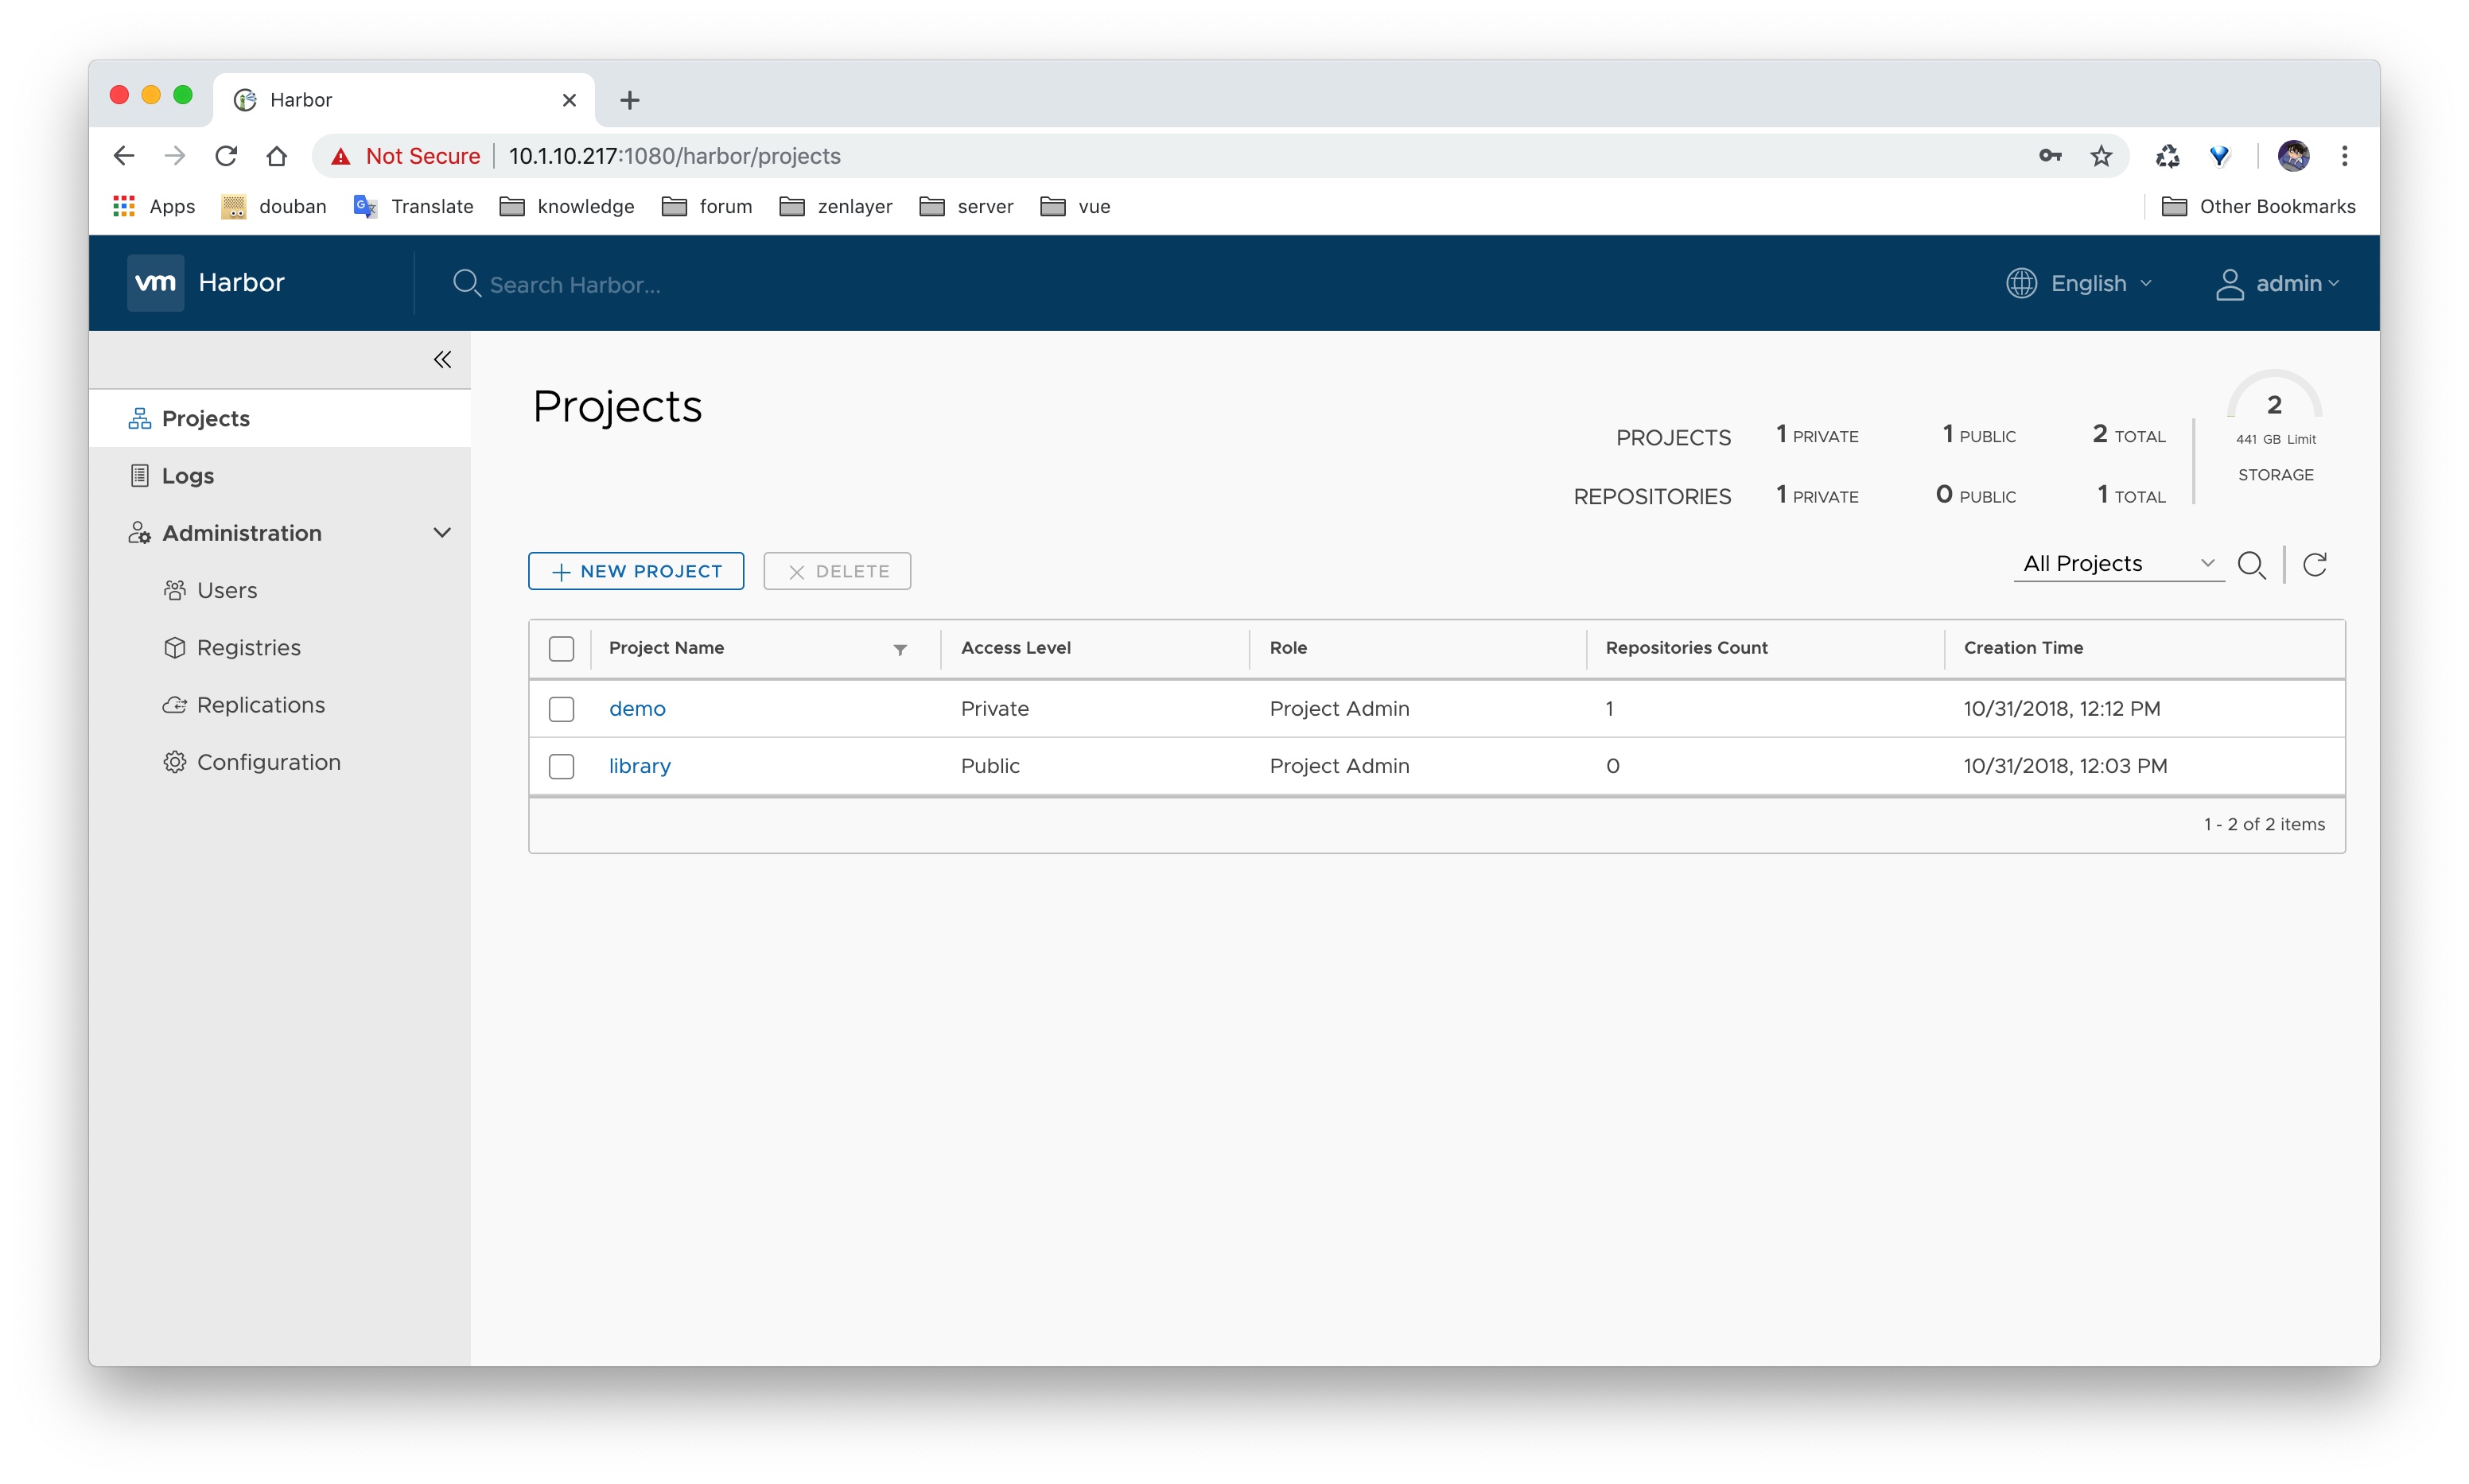 Harbor
Not Secure 10.1.10.217:1080/harbor/projects
Apps douban Translate knowledge forum zenlayer server vue Other Bookmarks
vm Harbor Search Harbor... English admin
Projects
Logs
Administration
Users
Registries
Replications
Configuration
Projects
PROJECTS 1 PRIVATE 1 PUBLIC 2 TOTAL
REPOSITORIES 1 PRIVATE 0 PUBLIC 1 TOTAL
2
441 GB Limit
STORAGE
NEW PROJECT DELETE All Projects
Project Name Access Level Role Repositories Count Creation Time
demo Private Project Admin 1 10/31/2018, 12:12 PM
library Public Project Admin 0 10/31/2018, 12:03 PM
1 - 2 of 2 items